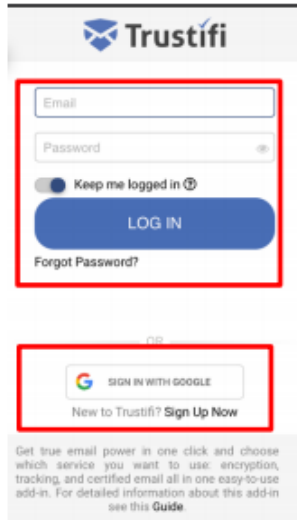 Trustifi
Email
Password
Keep me logged in ?
LOG IN
Forgot Password?
OR
SIGN IN WITH GOOGLE
New to Trustifi? Sign Up Now
Get true email power in one click and choose
which service you want to use: encryption,
tracking, and certified email all in one easy-to-use
add-in. For detailed information about this add-in
see this Guide.